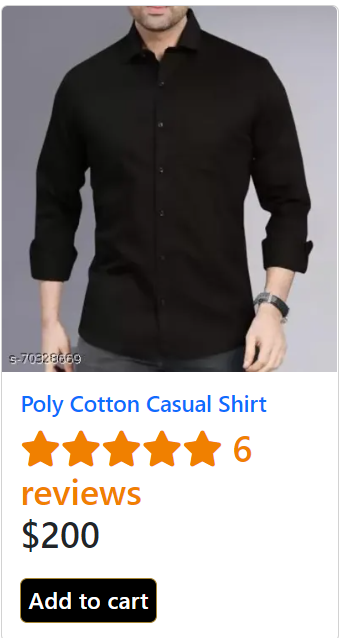 s-70328669
Poly Cotton Casual Shirt
★★★★★ 6
reviews
$200
Add to cart